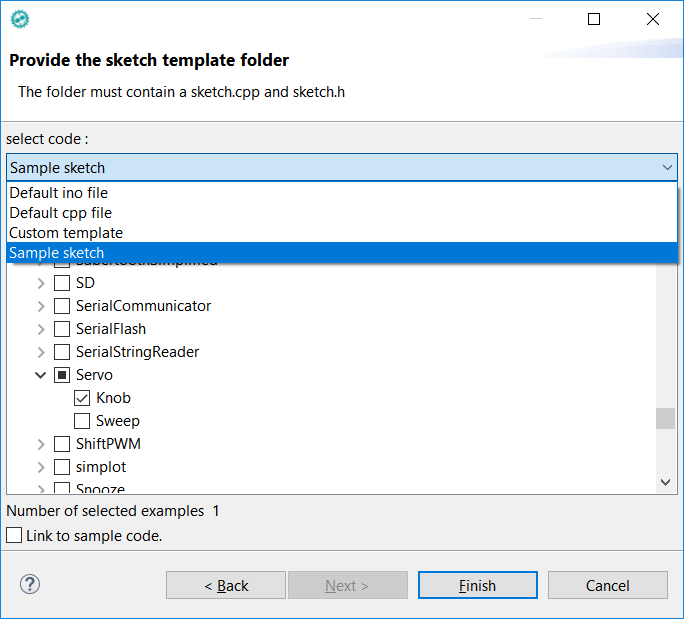 Provide the sketch template folder
The folder must contain a sketch.cpp and sketch.h
select code :
Sample sketch
Default ino file
Default cpp file
Custom template
Sample sketch
SD
SerialCommunicator
SerialFlash
SerialStringReader
Servo
Knob
Sweep
ShiftPWM
simplot
Snooze
Number of selected examples 1
Link to sample code.
?
< Back
Next >
Finish
Cancel